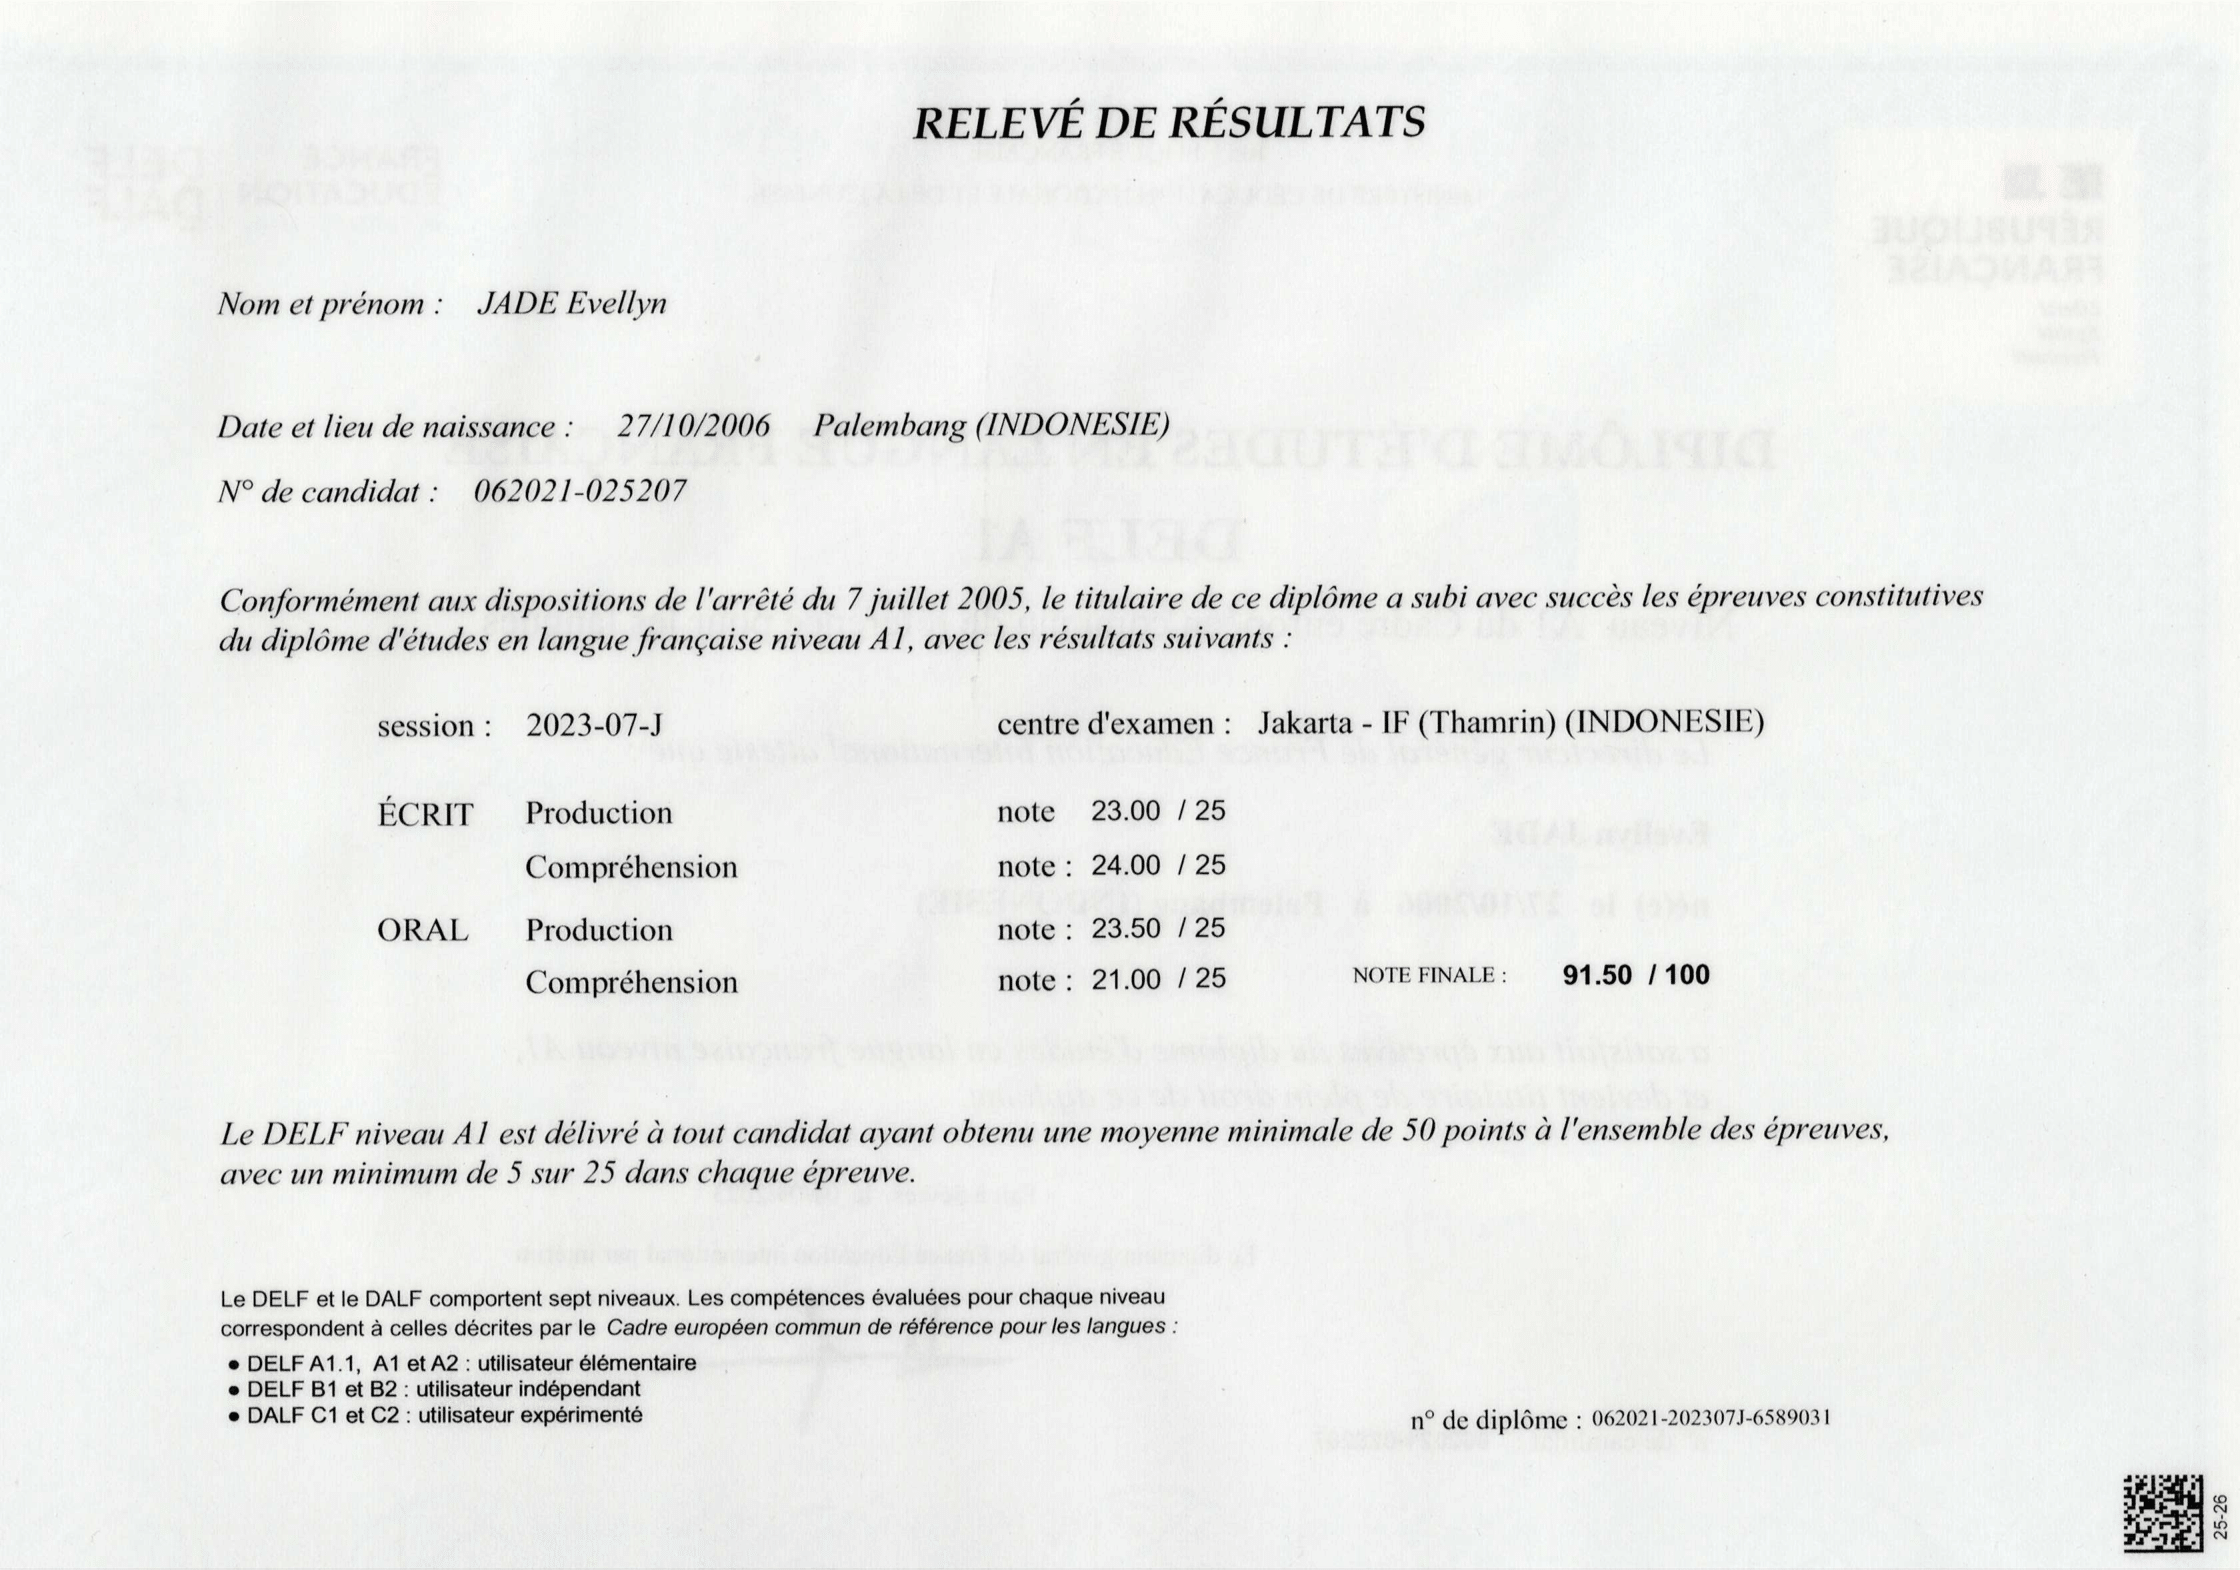 RELEVÉ DE RÉSULTATS
Nom et prénom : JADE Evellyn
Date et lieu de naissance : 27/10/2006 Palembang (INDONESIE)
N° de candidat : 062021-025207
Conformément aux dispositions de l'arrêté du 7 juillet 2005, le titulaire de ce diplôme a subi avec succès les épreuves constitutives
du diplôme d'études en langue française niveau A1, avec les résultats suivants :
session : 2023-07-J centre d'examen : Jakarta - IF (Thamrin) (INDONESIE)
ÉCRIT Production note 23.00 / 25
Compréhension note : 24.00 / 25
ORAL Production note : 23.50 / 25
Compréhension note : 21.00 / 25 NOTE FINALE : 91.50 / 100
Le DELF niveau A1 est délivré à tout candidat ayant obtenu une moyenne minimale de 50 points à l'ensemble des épreuves,
avec un minimum de 5 sur 25 dans chaque épreuve.
Le DELF et le DALF comportent sept niveaux. Les compétences évaluées pour chaque niveau
correspondent à celles décrites par le Cadre européen commun de référence pour les langues :
● DELF A1.1, A1 et A2 : utilisateur élémentaire
● DELF B1 et B2 : utilisateur indépendant
● DALF C1 et C2 : utilisateur expérimenté
n° de diplôme : 062021-202307J-6589031
25-26